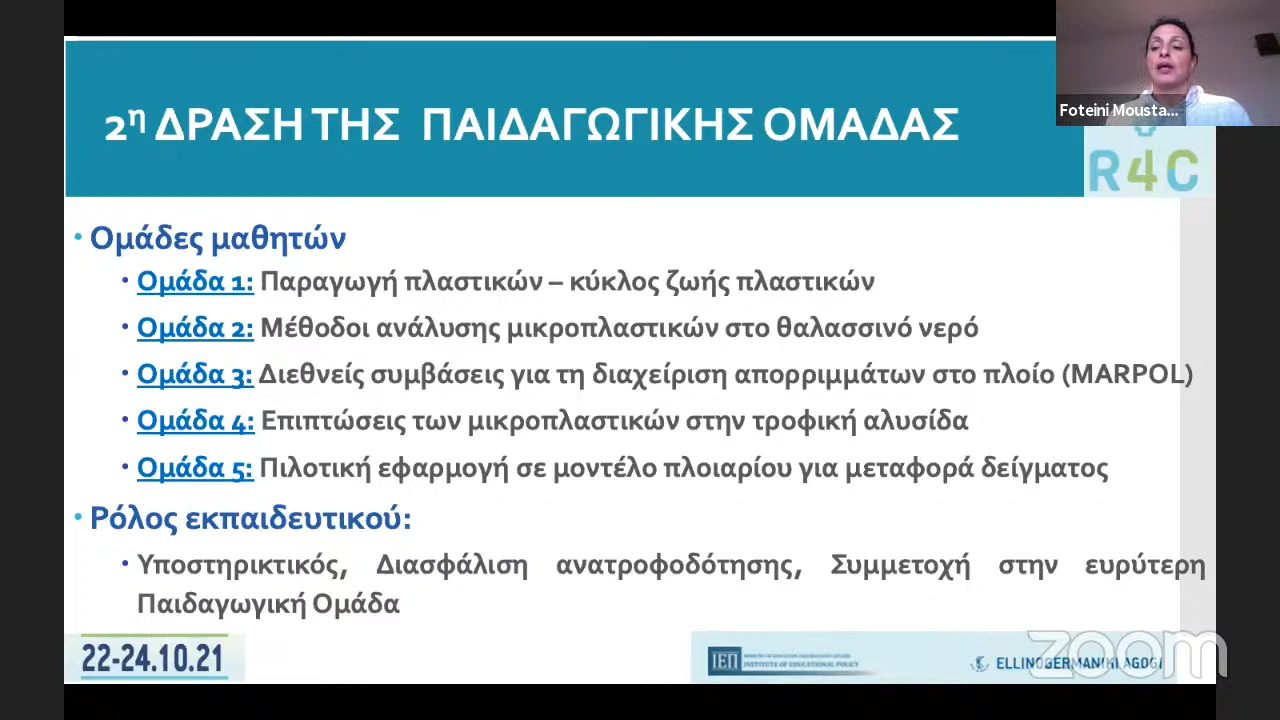 2η ΔΡΑΣΗ ΤΗΣ ΠΑΙΔΑΓΩΓΙΚΗΣ ΟΜΑΔΑΣ
Foteini Mousta...
R4C
• Ομάδες μαθητών
• Ομάδα 1: Παραγωγή πλαστικών – κύκλος ζωής πλαστικών
• Ομάδα 2: Μέθοδοι ανάλυσης μικροπλαστικών στο θαλασσινό νερό
• Ομάδα 3: Διεθνείς συμβάσεις για τη διαχείριση απορριμμάτων στο πλοίο (MARPOL)
• Ομάδα 4: Επιπτώσεις των μικροπλαστικών στην τροφική αλυσίδα
• Ομάδα 5: Πιλοτική εφαρμογή σε μοντέλο πλοιαρίου για μεταφορά δείγματος
• Ρόλος εκπαιδευτικού:
• Υποστηρικτικός, Διασφάλιση ανατροφοδότησης, Συμμετοχή στην ευρύτερη
Παιδαγωγική Ομάδα
22-24.10.21
ΙΕΠ
INSTITUTE OF EDUCATIONAL POLICY
ELLINOGERMANIKI AGOGI
zoom